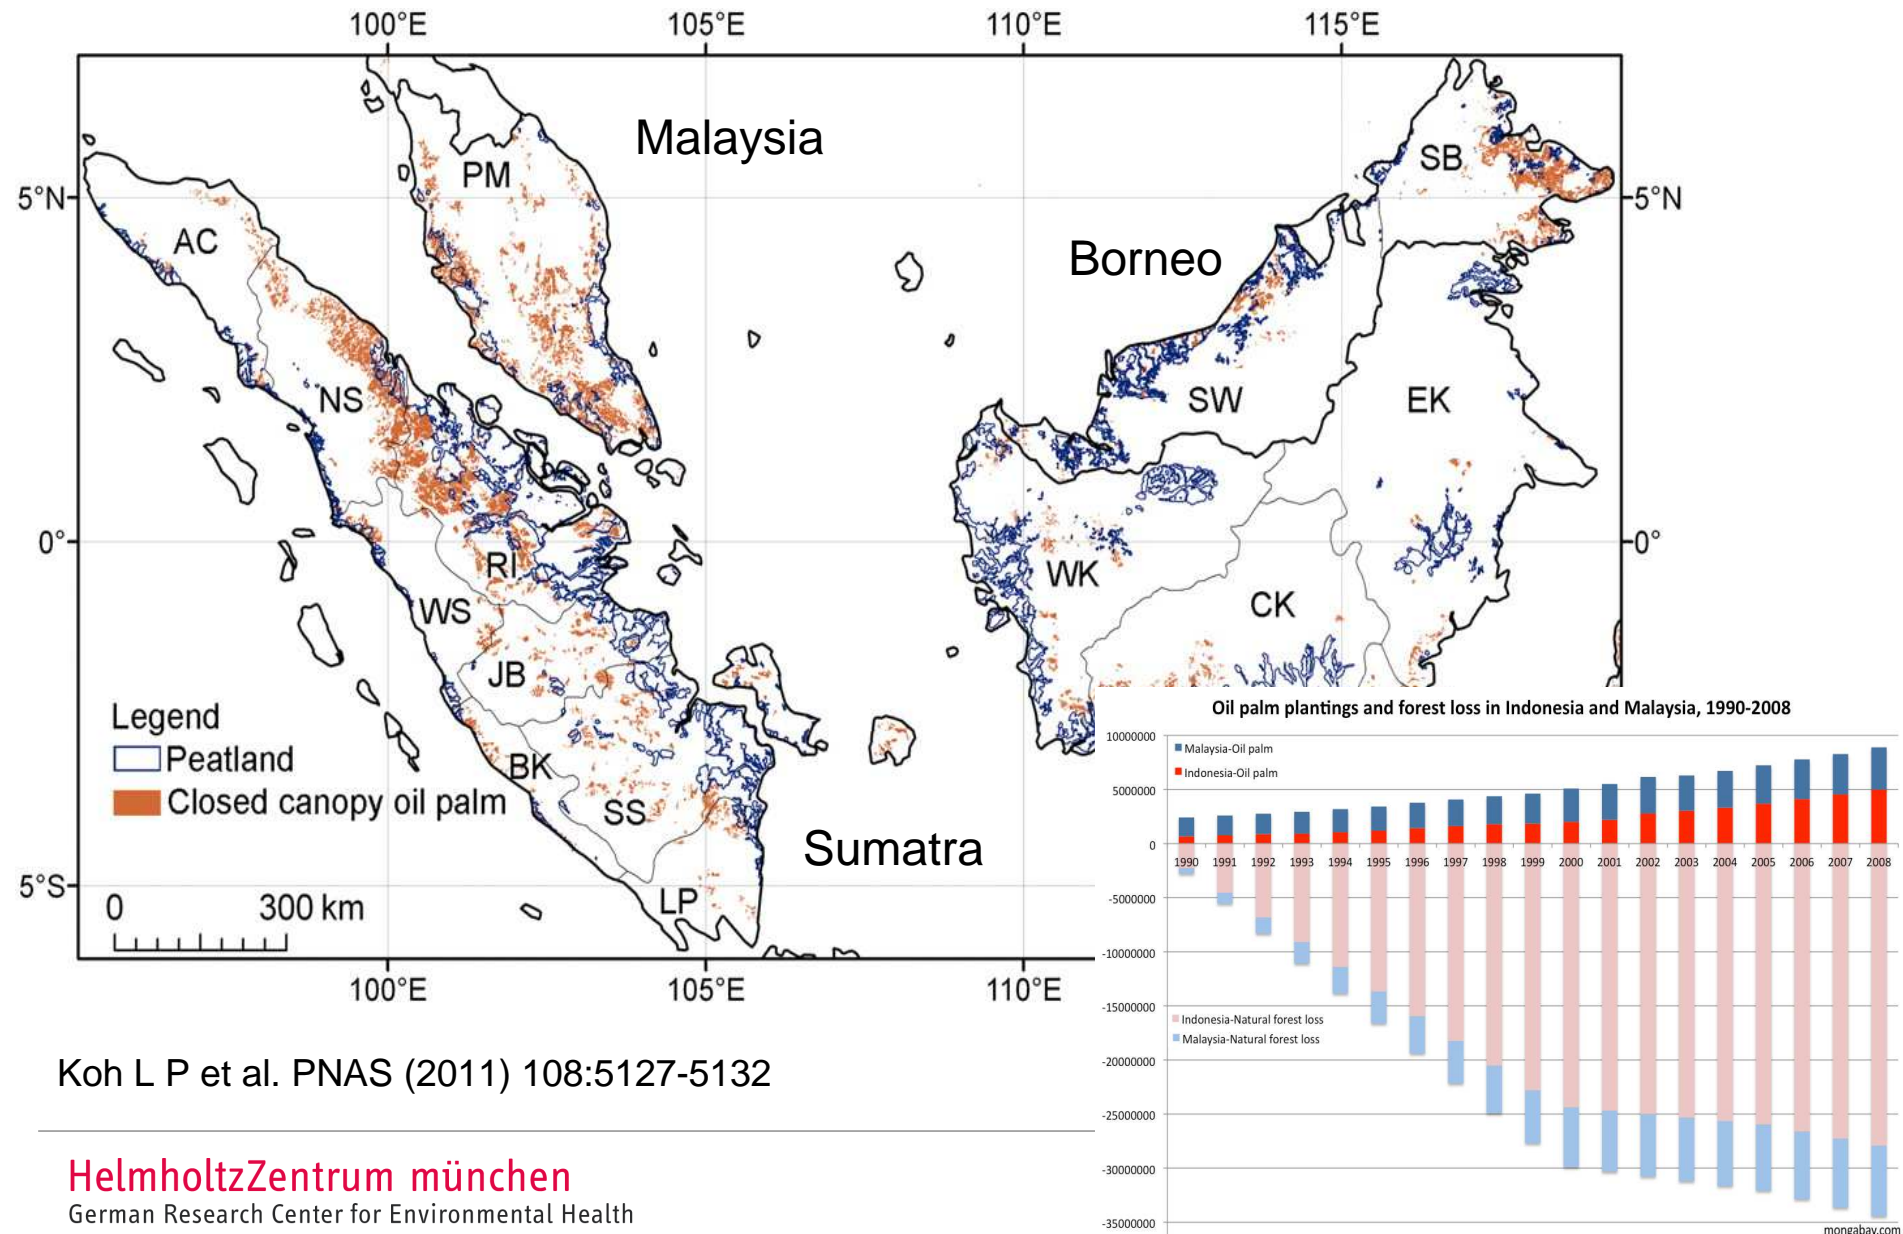 100°E 105°E 110°E 115°E
Malaysia
PM
SB
5°N 5°N
AC
Borneo
NS
SW
EK
0° 0°
RI
WK
WS
CK
JB
Legend
Peatland
Closed canopy oil palm
BK
SS
Sumatra
5°S
LP
0 300 km
100°E 105°E 110°E
Oil palm plantings and forest loss in Indonesia and Malaysia, 1990-2008
10000000
Malaysia-Oil palm
Indonesia-Oil palm
5000000
0
1990 1991 1992 1993 1994 1995 1996 1997 1998 1999 2000 2001 2002 2003 2004 2005 2006 2007 2008
-5000000
-10000000
-15000000
Indonesia-Natural forest loss
Malaysia-Natural forest loss
-20000000
-25000000
-30000000
-35000000
mongabay.com
Koh L P et al. PNAS (2011) 108:5127-5132
HelmholtzZentrum münchen
German Research Center for Environmental Health